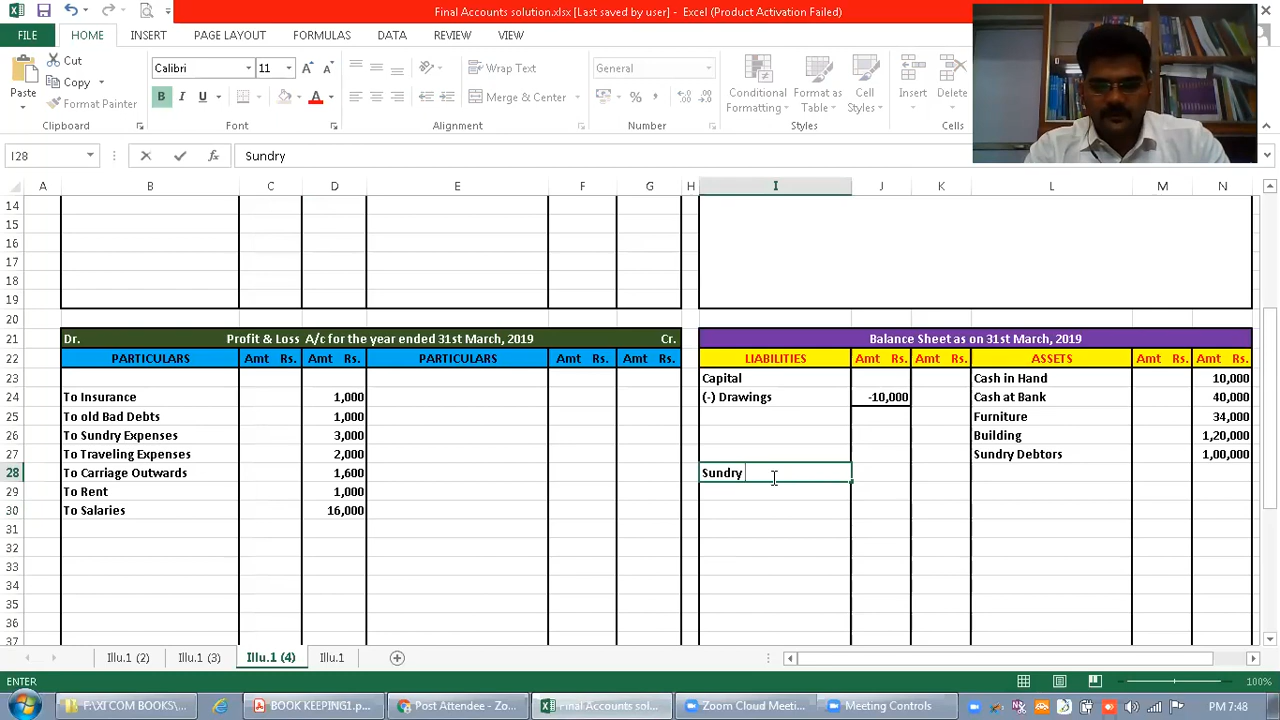 Final Accounts solution.xlsx [Last saved by user] - Excel (Product Activation Failed)
FILE HOME INSERT PAGE LAYOUT FORMULAS DATA REVIEW VIEW
Paste Cut Copy Format Painter
Calibri 11 Wrap Text Merge & Center General
Conditional Formatting Format as Table Cell Styles Insert Delete
Clipboard Font Alignment Number Styles Cells
I28 Sundry
A B C D E F G H I J K L M N
14
15
16
17
18
19
20
21 Dr. Profit & Loss A/c for the year ended 31st March, 2019 Cr. Balance Sheet as on 31st March, 2019
22 PARTICULARS Amt Rs. Amt Rs. PARTICULARS Amt Rs. Amt Rs. LIABILITIES Amt Rs. Amt Rs. ASSETS Amt Rs. Amt Rs.
23 Capital Cash in Hand 10,000
24 To Insurance 1,000 (-) Drawings -10,000 Cash at Bank 40,000
25 To old Bad Debts 1,000 Furniture 34,000
26 To Sundry Expenses 3,000 Building 1,20,000
27 To Traveling Expenses 2,000 Sundry Debtors 1,00,000
28 To Carriage Outwards 1,600 Sundry
29 To Rent 1,000
30 To Salaries 16,000
31
32
33
34
35
36
37
Illu.1 (2) Illu.1 (3) Illu.1 (4) Illu.1
ENTER 100%
F:\XI COM BOOKS\... BOOK KEEPING1.p... Post Attendee - Zo... Final Accounts sol... Zoom Cloud Meeti... Meeting Controls PM 7:48